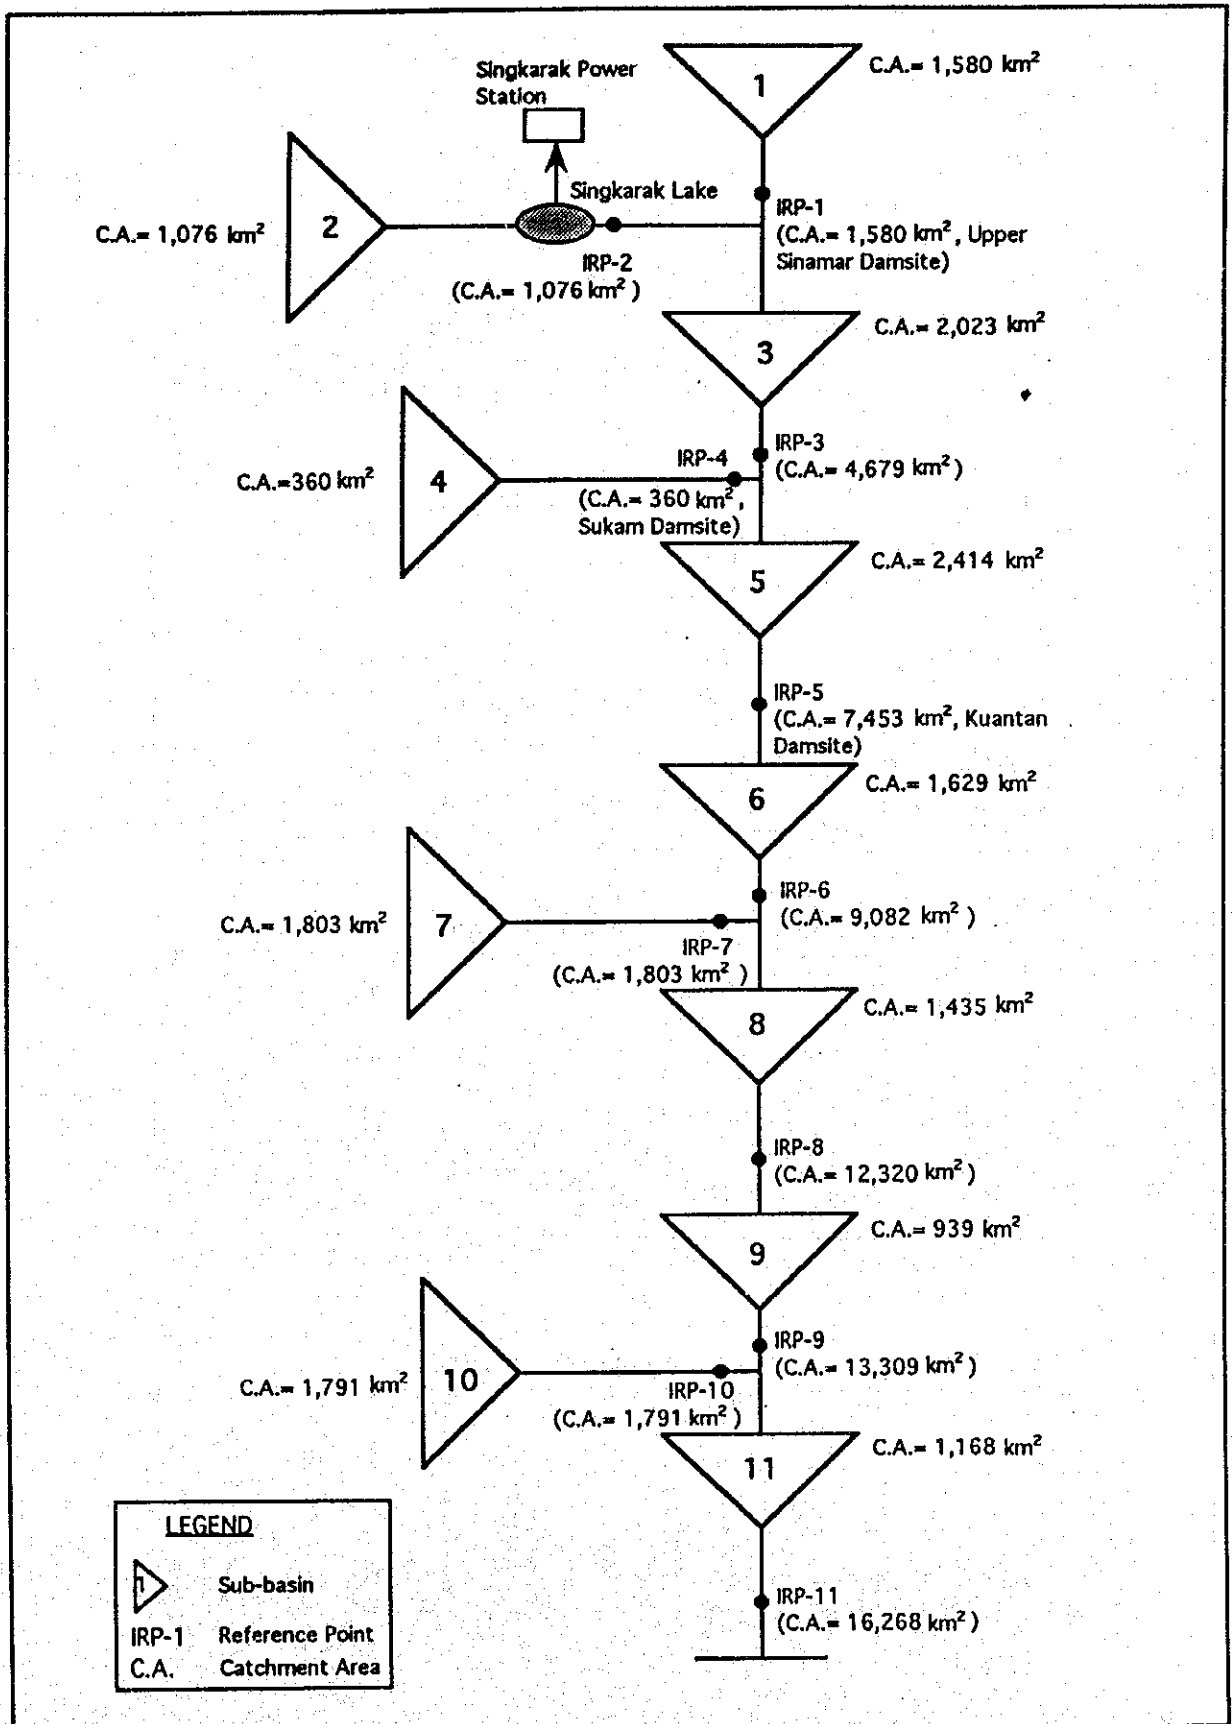 C.A.= 1,580 km²
1
Singkarak Power
Station
Singkarak Lake
2
C.A.= 1,076 km²
IRP-1
(C.A.= 1,580 km², Upper
Sinamar Damsite)
IRP-2
(C.A.= 1,076 km² )
C.A.= 2,023 km²
3
IRP-3
(C.A.= 4,679 km²)
IRP-4
(C.A.= 360 km²,
Sukam Damsite)
C.A.=360 km²
4
C.A.= 2,414 km²
5
IRP-5
(C.A.= 7,453 km², Kuantan
Damsite)
C.A.= 1,629 km²
6
IRP-6
(C.A.= 9,082 km² )
C.A.= 1,803 km²
7
IRP-7
(C.A.= 1,803 km² )
C.A.= 1,435 km²
8
IRP-8
(C.A.= 12,320 km²)
C.A.= 939 km²
9
IRP-9
(C.A.= 13,309 km²)
C.A.= 1,791 km²
10
IRP-10
(C.A.= 1,791 km²)
C.A.= 1,168 km²
11
IRP-11
(C.A.= 16,268 km²)
LEGEND
1 Sub-basin
IRP-1 Reference Point
C.A. Catchment Area